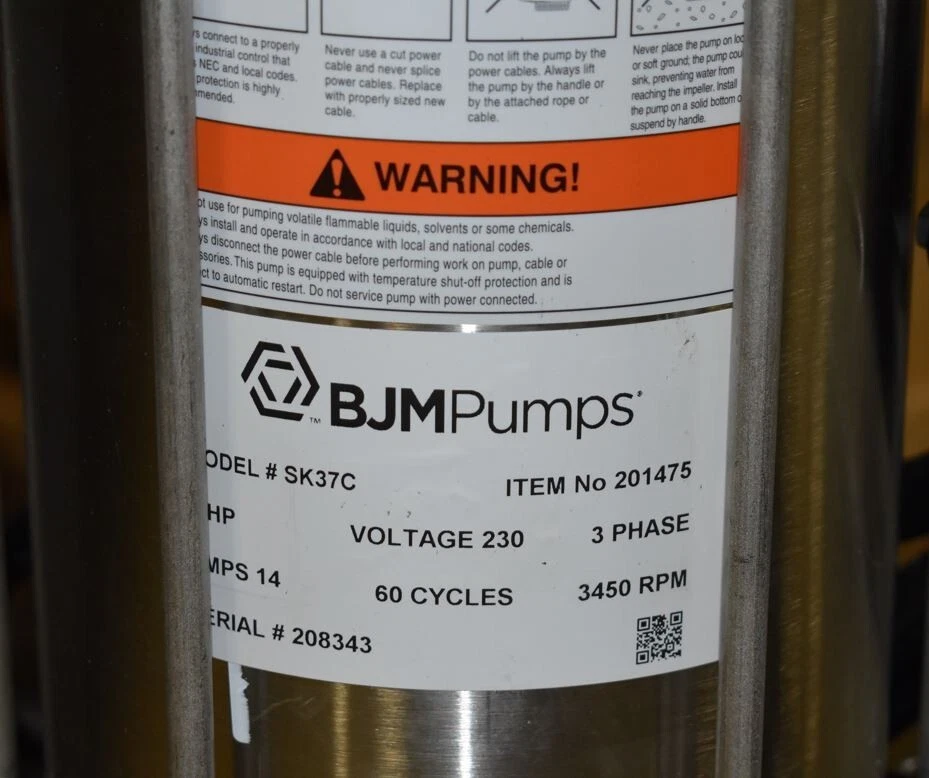 s connect to a properly
industrial control that
NEC and local codes.
protection is highly
mmended.
Never use a cut power
cable and never splice
power cables. Replace
with properly sized new
cable.
Do not lift the pump by the
power cables. Always lift
the pump by the handle or
by the attached rope or
cable.
Never place the pump on loo
or soft ground; the pump cou
sink, preventing water from
reaching the impeller. Install
the pump on a solid bottom o
suspend by handle.
WARNING!
ot use for pumping volatile flammable liquids, solvents or some chemicals.
ys install and operate in accordance with local and national codes.
ys disconnect the power cable before performing work on pump, cable or
ssories. This pump is equipped with temperature shut-off protection and is
ct to automatic restart. Do not service pump with power connected.
BJMPumps
TM
ODEL # SK37C
ITEM No 201475
HP
VOLTAGE 230
3 PHASE
MPS 14
60 CYCLES
3450 RPM
ERIAL # 208343